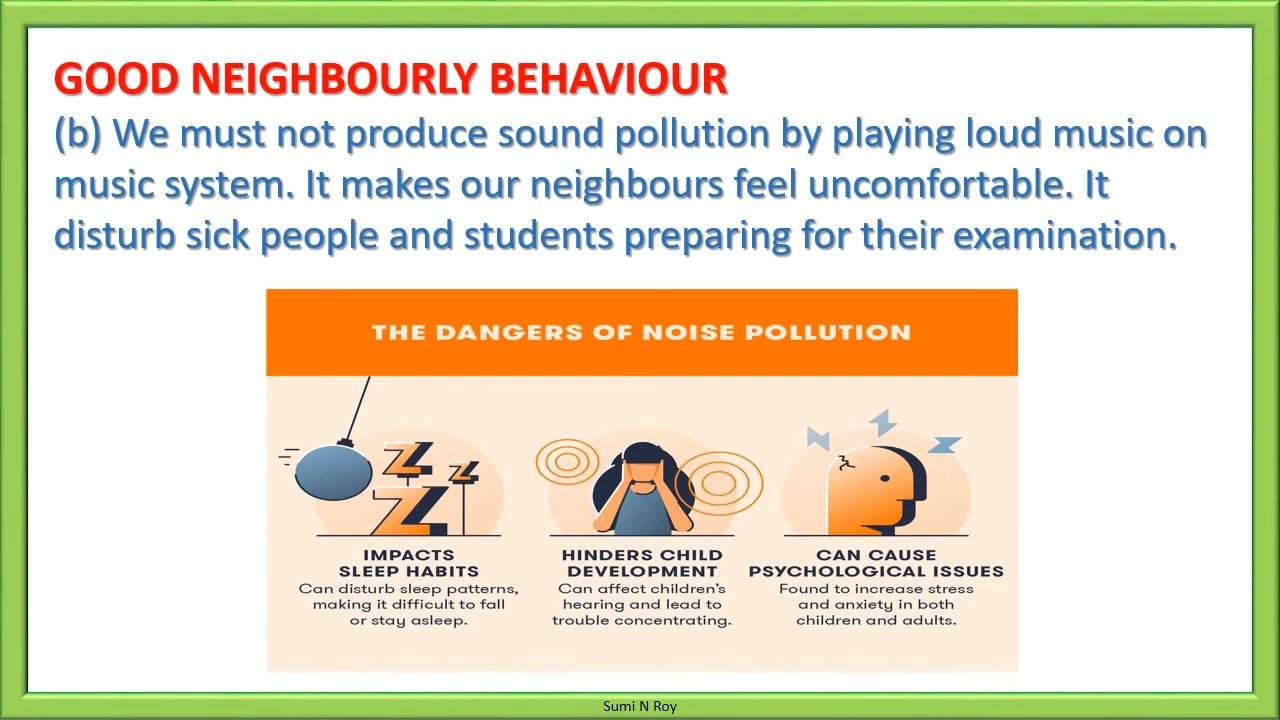 GOOD NEIGHBOURLY BEHAVIOUR
(b) We must not produce sound pollution by playing loud music on
music system. It makes our neighbours feel uncomfortable. It
disturb sick people and students preparing for their examination.
THE DANGERS OF NOISE POLLUTION
Z Z Z
IMPACTS
SLEEP HABITS
Can disturb sleep patterns,
making it difficult to fall
or stay asleep.
HINDERS CHILD
DEVELOPMENT
Can affect children's
hearing and lead to
trouble concentrating.
CAN CAUSE
PSYCHOLOGICAL ISSUES
Found to increase stress
and anxiety in both
children and adults.
Sumi N Roy